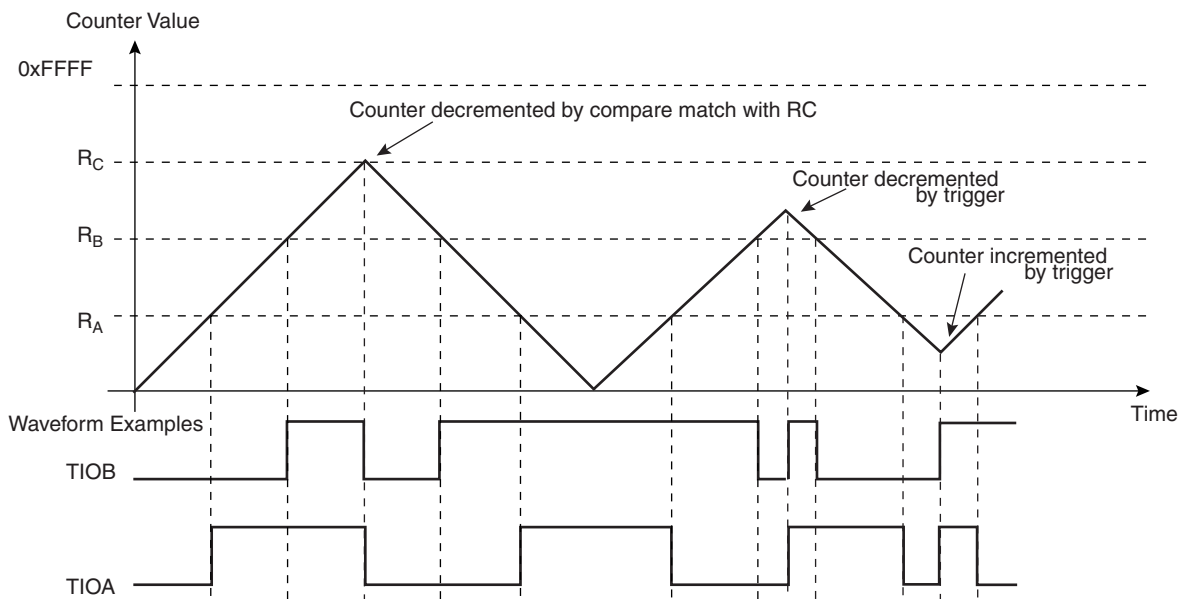 Counter Value
0xFFFF
Counter decremented by compare match with RC
RC
Counter decremented
by trigger
RB
Counter incremented
by trigger
RA
Time
Waveform Examples
TIOB
TIOA